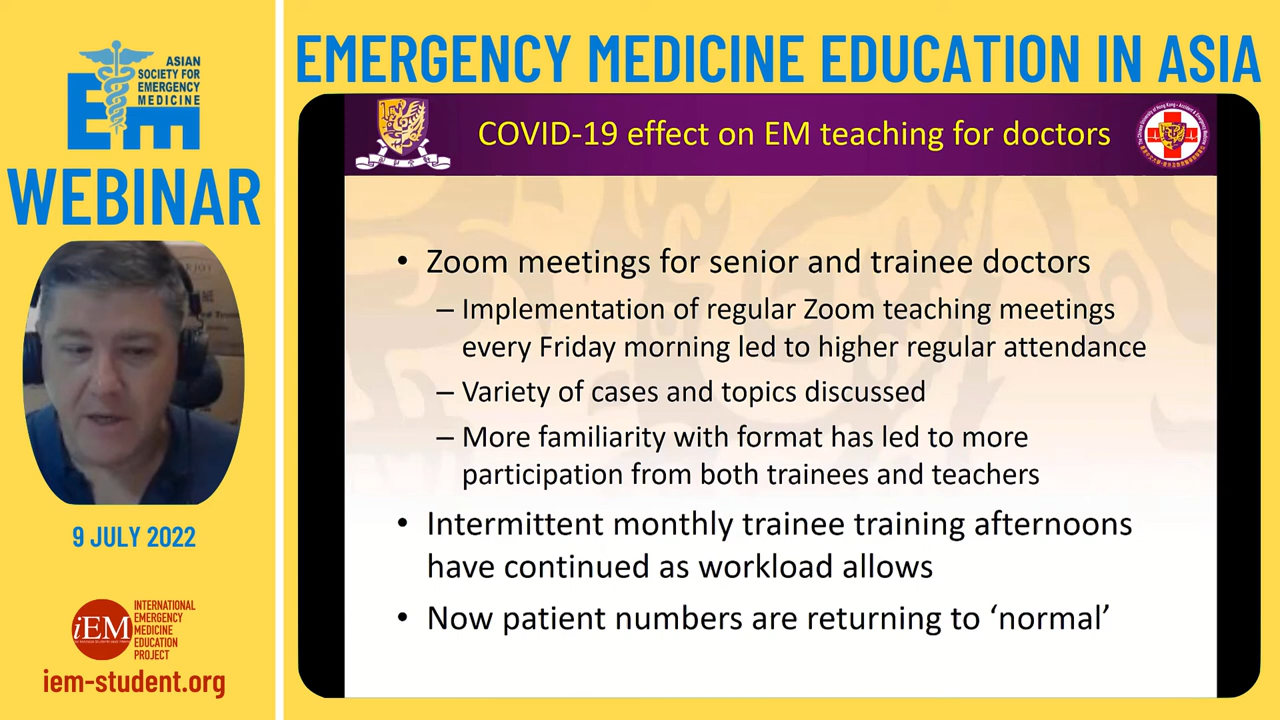 ASIAN
SOCIETY FOR
EMERGENCY
MEDICINE
EM
WEBINAR
9 JULY 2022
iEM
INTERNATIONAL
EMERGENCY
MEDICINE
EDUCATION
PROJECT
iem-student.org
EMERGENCY MEDICINE EDUCATION IN ASIA
COVID-19 effect on EM teaching for doctors
• Zoom meetings for senior and trainee doctors
– Implementation of regular Zoom teaching meetings
every Friday morning led to higher regular attendance
– Variety of cases and topics discussed
– More familiarity with format has led to more
participation from both trainees and teachers
• Intermittent monthly trainee training afternoons
have continued as workload allows
• Now patient numbers are returning to ‘normal’